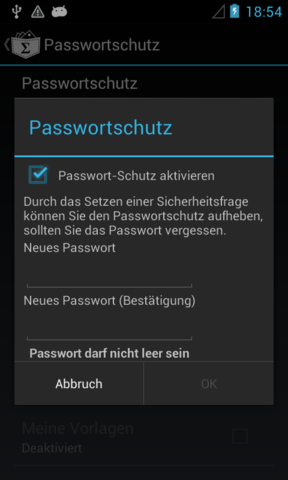 18:54
Passwortschutz
Passwortschutz
Passwortschutz
Passwort-Schutz aktivieren
Durch das Setzen einer Sicherheitsfrage
können Sie den Passwortschutz aufheben,
sollten Sie das Passwort vergessen.
Neues Passwort
Neues Passwort (Bestätigung)
Passwort darf nicht leer sein
Abbruch OK
Meine Vorlagen
Deaktiviert